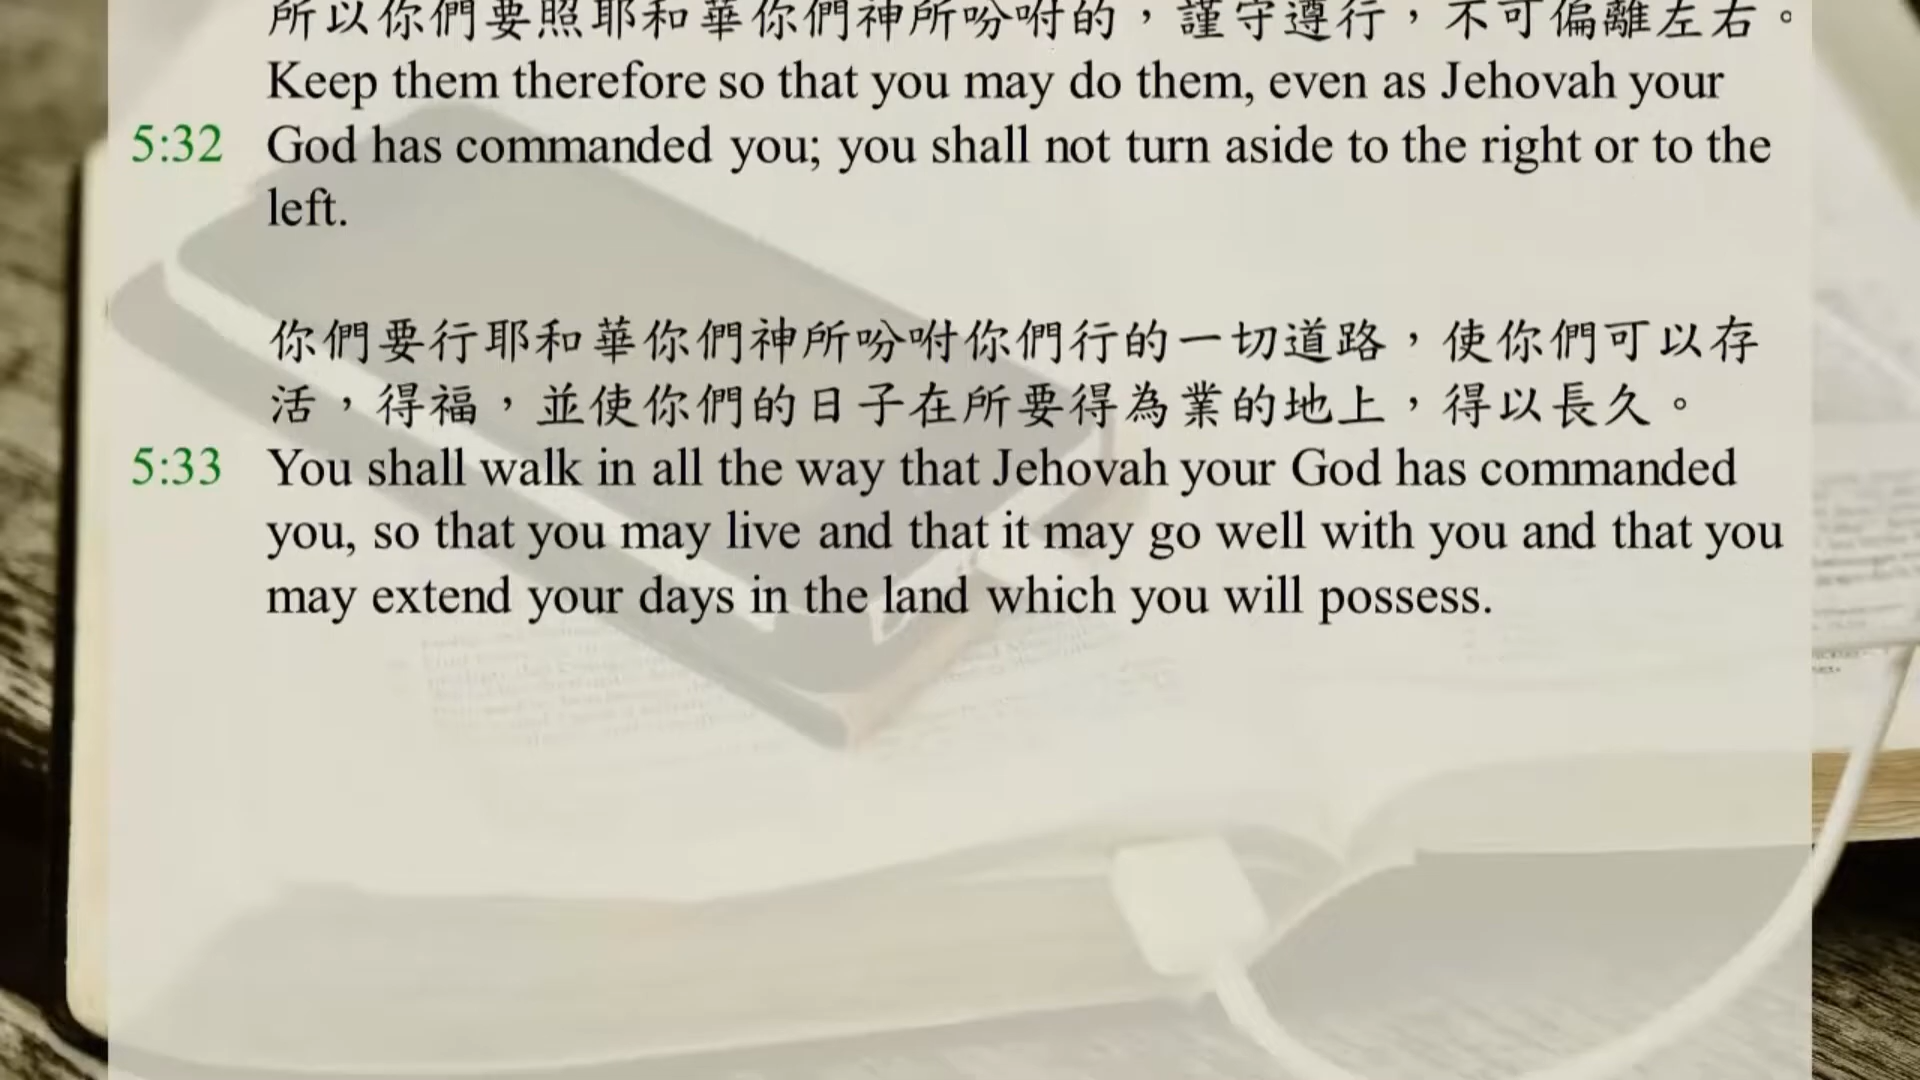 所以你們要照耶和華你們神所吩咐的，謹守遵行，不可偏離左右。
Keep them therefore so that you may do them, even as Jehovah your
5:32 God has commanded you; you shall not turn aside to the right or to the
left.
你們要行耶和華你們神所吩咐你們行的一切道路，使你們可以存
活，得福，並使你們的日子在所要得為業的地上，得以長久。
5:33 You shall walk in all the way that Jehovah your God has commanded
you, so that you may live and that it may go well with you and that you
may extend your days in the land which you will possess.